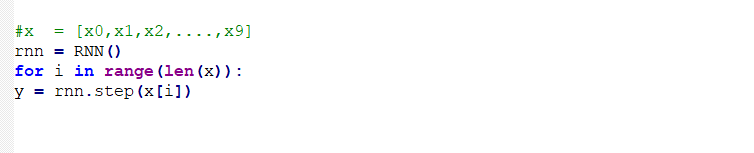 #x  = [x0,x1,x2,....,x9]
rnn = RNN()
for i in range(len(x)):
y = rnn.step(x[i])